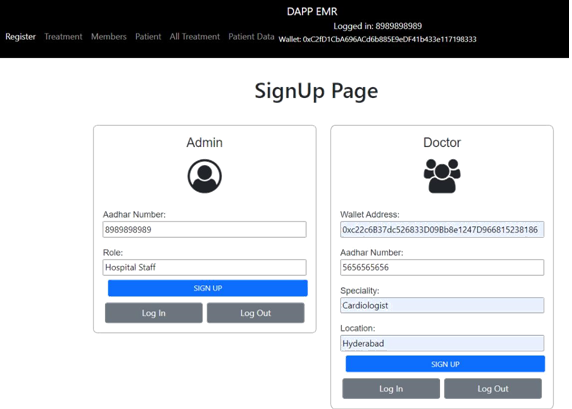 DAPP EMR
Logged in: 8989898989
Register Treatment Members Patient All Treatment Patient Data Wallet: 0xC2fD1CbA696ACd6b885E9eDF41b433e117198333
SignUp Page
Admin
Aadhar Number:
8989898989
Role:
Hospital Staff
SIGN UP
Log In Log Out
Doctor
Wallet Address:
0xc22c6B37dc526833D09Bb8e1247D966815238186
Aadhar Number:
5656565656
Speciality:
Cardiologist
Location:
Hyderabad
SIGN UP
Log In Log Out